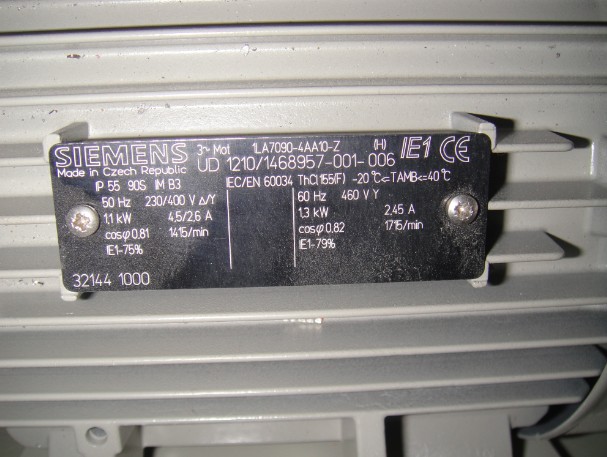 SIEMENS 3~ Mot. 1LA7090-4AA10-Z (H) IE1 CE
Made in Czech Republic UD 1210/1468957-001-006
IP 55 90S IM B3 IEC/EN 60034 ThCl.155(F) -20°C<=TAMB<=40°C
50 Hz 230/400 V Δ/Y 60 Hz 460 V Y
1,1 kW 4,5/2,6 A 1,3 kW 2,45 A
cosφ 0,81 1415/min cosφ 0,82 1715/min
IE1-75% IE1-79%
32144 1000